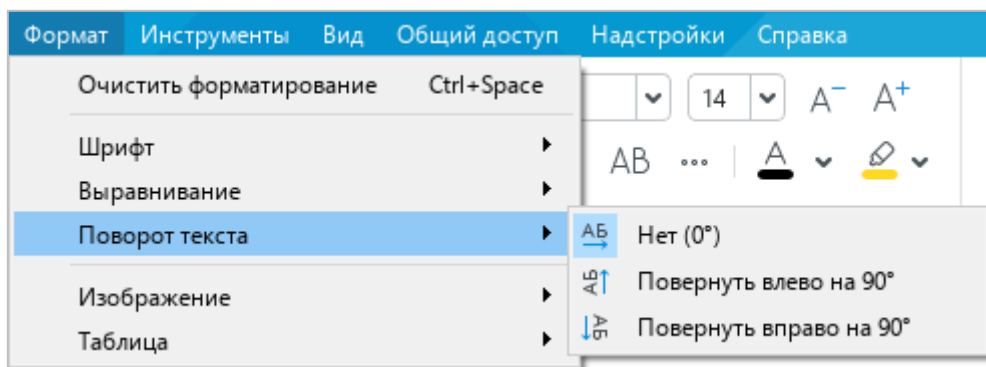 Формат Инструменты Вид Общий доступ Надстройки Справка
Очистить форматирование Ctrl+Space
14 A⁻ A⁺
Шрифт
AB ••• A
Выравнивание
Поворот текста
АБ Нет (0°)
АБ Повернуть влево на 90°
Изображение
АБ Повернуть вправо на 90°
Таблица